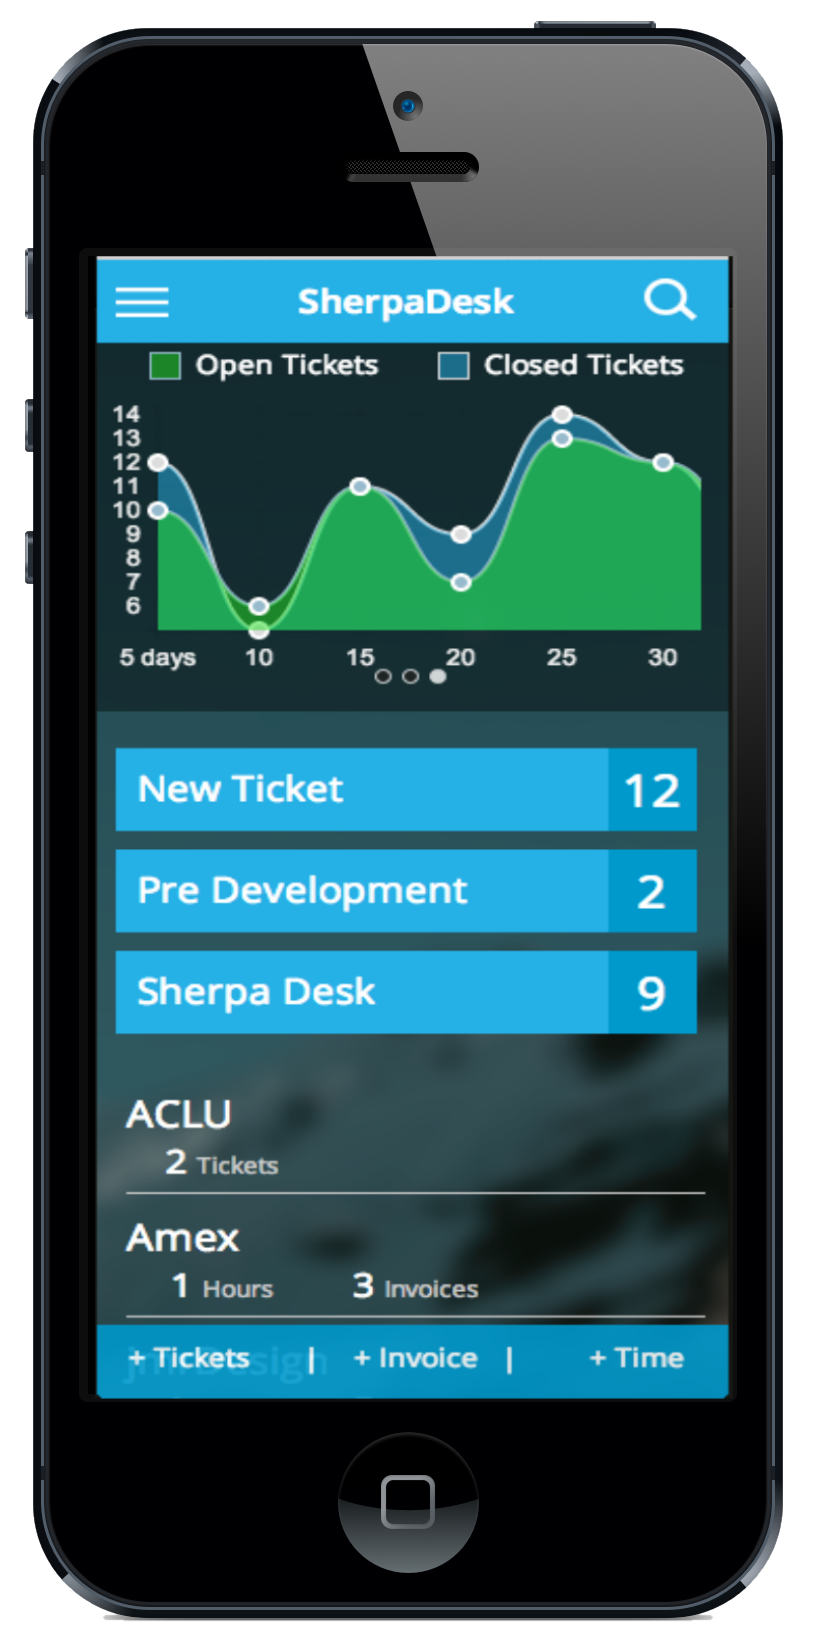 SherpaDesk
Open Tickets Closed Tickets
14
13
12
11
10
9
8
7
6
5 days 10 15 20 25 30
New Ticket 12
Pre Development 2
Sherpa Desk 9
ACLU
2 Tickets
Amex
1 Hours 3 Invoices
+ Tickets | + Invoice | + Time